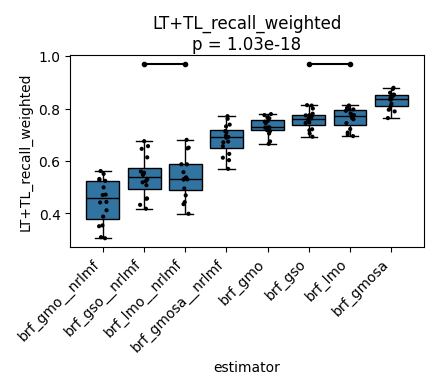 LT+TL_recall_weighted
p = 1.03e-18
LT+TL_recall_weighted
1.0
0.8
0.6
0.4
brf_gmo__nrlmf
brf_gso__nrlmf
brf_lmo__nrlmf
brf_gmosa__nrlmf
brf_gmo
brf_gso
brf_lmo
brf_gmosa
estimator